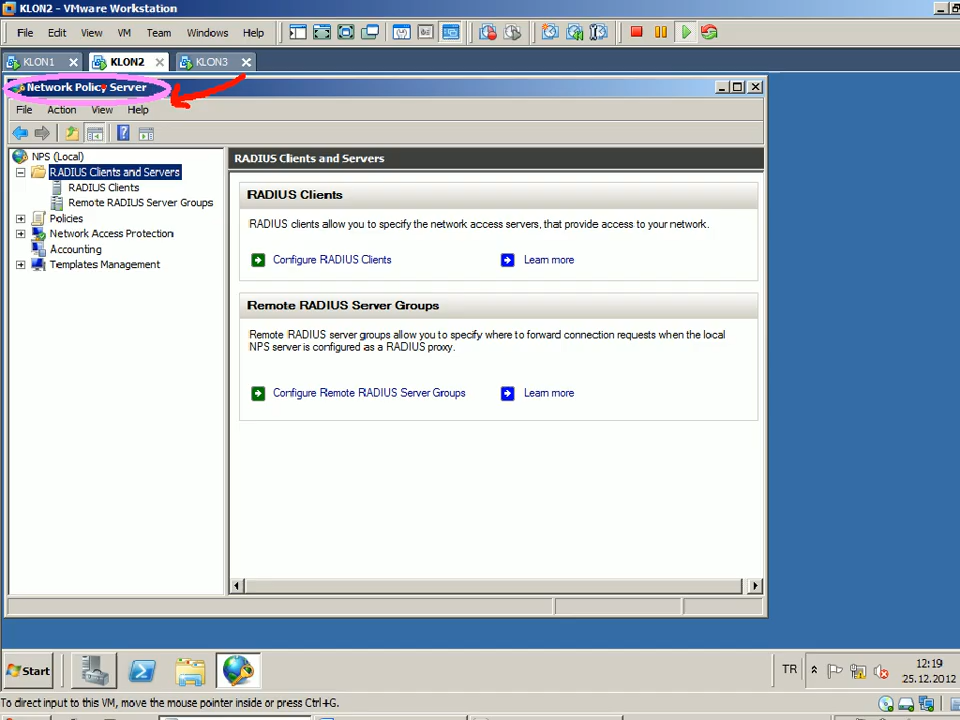 KLON2 - VMware Workstation
File Edit View VM Team Windows Help
KLON1 KLON2 KLON3
Network Policy Server
File Action View Help
NPS (Local)
RADIUS Clients and Servers
RADIUS Clients
Remote RADIUS Server Groups
Policies
Network Access Protection
Accounting
Templates Management
RADIUS Clients and Servers
RADIUS Clients
RADIUS clients allow you to specify the network access servers, that provide access to your network.
Configure RADIUS Clients Learn more
Remote RADIUS Server Groups
Remote RADIUS server groups allow you to specify where to forward connection requests when the local
NPS server is configured as a RADIUS proxy.
Configure Remote RADIUS Server Groups Learn more
Start TR 12:19
25.12.2012
To direct input to this VM, move the mouse pointer inside or press Ctrl+G.